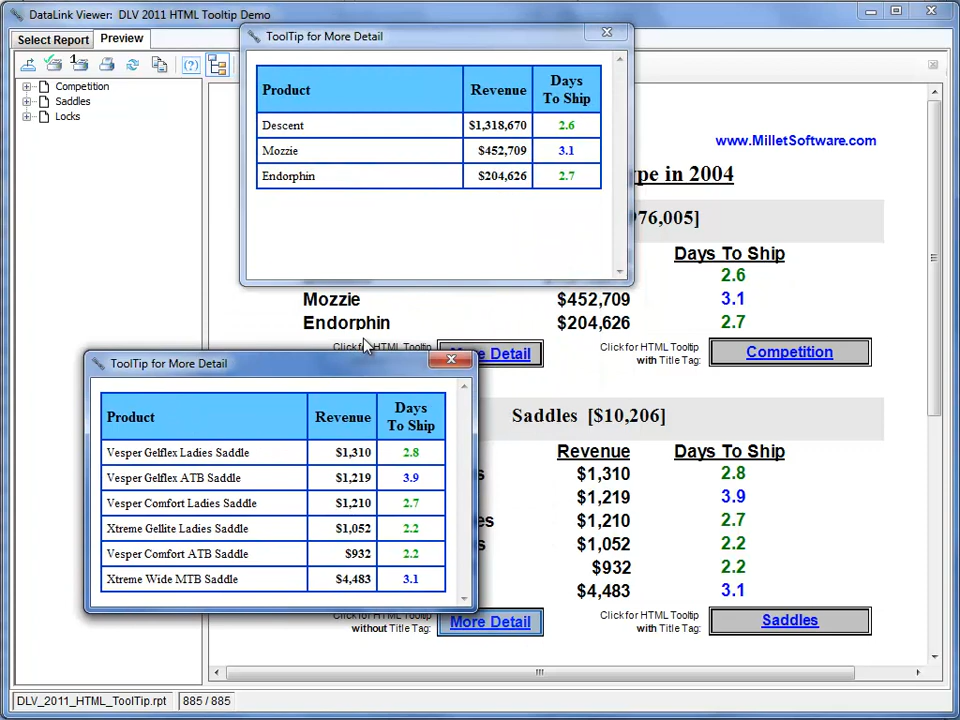 DataLink Viewer: DLV 2011 HTML Tooltip Demo
Select Report
Preview
Competition
Saddles
Locks
ToolTip for More Detail
Product Revenue Days To Ship
Descent $1,318,670 2.6
Mozzie $452,709 3.1
Endorphin $204,626 2.7
www.MilletSoftware.com
ype in 2004
976,005]
Days To Ship
2.6
Mozzie $452,709 3.1
Endorphin $204,626 2.7
Click for HTML Tooltip
More Detail
Click for HTML Tooltip
with Title Tag:
Competition
ToolTip for More Detail
Product Revenue Days To Ship
Vesper Gelflex Ladies Saddle $1,310 2.8
Vesper Gelflex ATB Saddle $1,219 3.9
Vesper Comfort Ladies Saddle $1,210 2.7
Xtreme Gellite Ladies Saddle $1,052 2.2
Vesper Comfort ATB Saddle $932 2.2
Xtreme Wide MTB Saddle $4,483 3.1
Saddles [$10,206]
Revenue Days To Ship
s $1,310 2.8
$1,219 3.9
es $1,210 2.7
s $1,052 2.2
$932 2.2
$4,483 3.1
Click for HTML Tooltip
without Title Tag:
More Detail
Click for HTML Tooltip
with Title Tag:
Saddles
DLV_2011_HTML_ToolTip.rpt 885 / 885